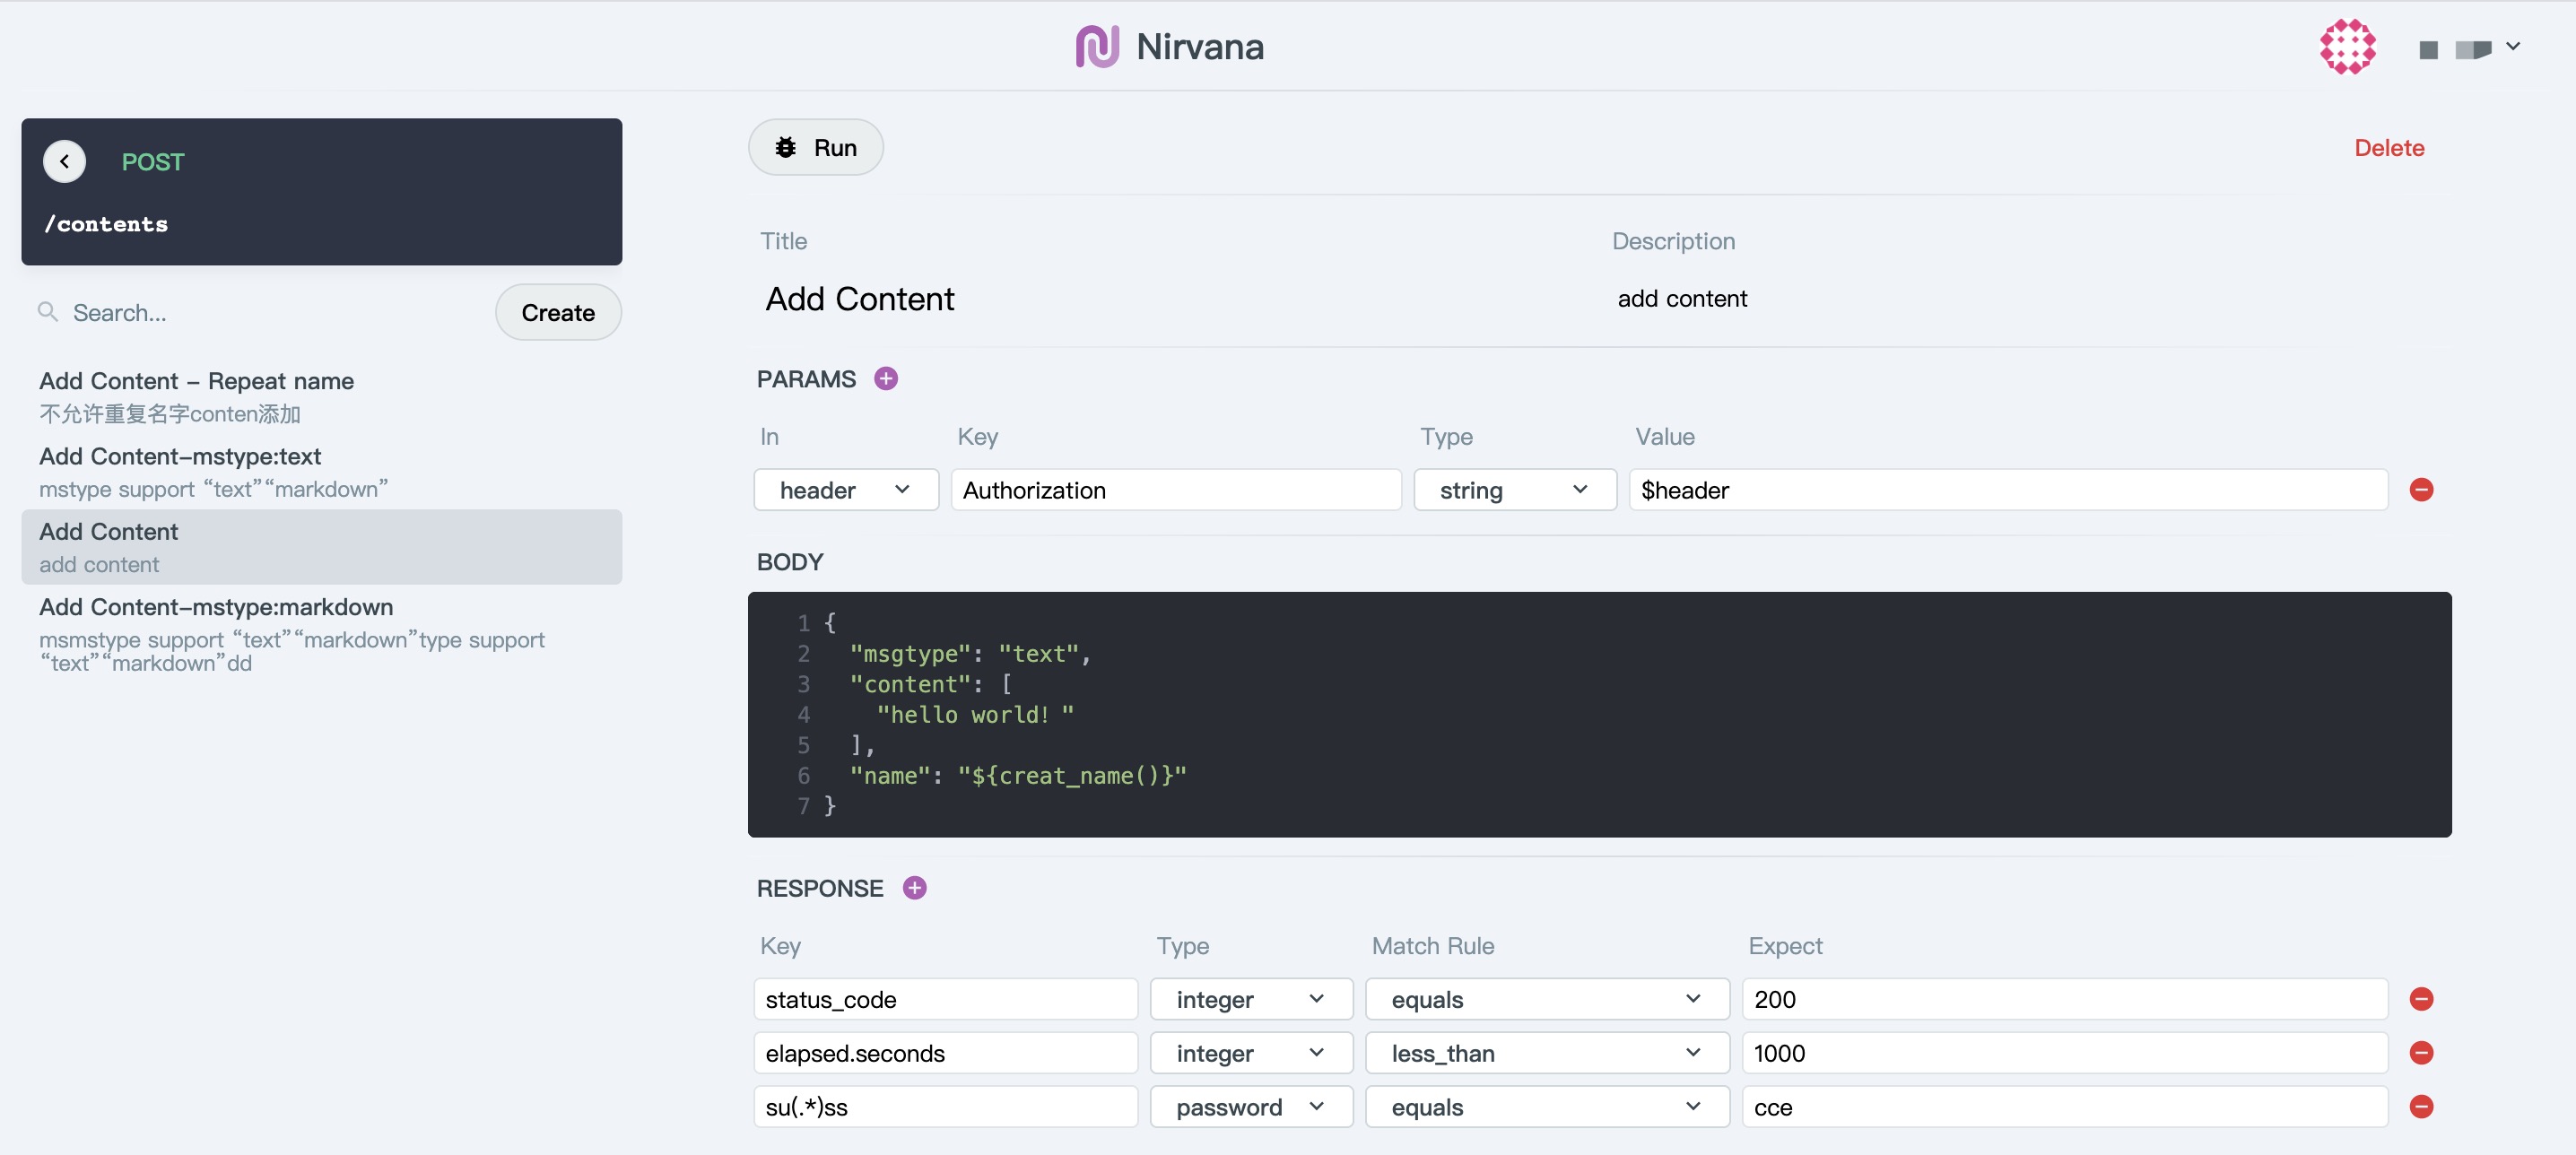 Nirvana
POST
/contents
Search...
Create
Add Content - Repeat name
不允许重复名字conten添加
Add Content-mstype:text
mstype support “text”“markdown”
Add Content
add content
Add Content-mstype:markdown
msmstype support “text”“markdown”type support
“text”“markdown”dd
Run
Delete
Title
Description
Add Content
add content
PARAMS
In
Key
Type
Value
header
Authorization
string
$header
BODY
1 {
2 "msgtype": "text",
3 "content": [
4 "hello world! "
5 ],
6 "name": "${creat_name()}"
7 }
RESPONSE
Key
Type
Match Rule
Expect
status_code
integer
equals
200
elapsed.seconds
integer
less_than
1000
su(.*)ss
password
equals
cce